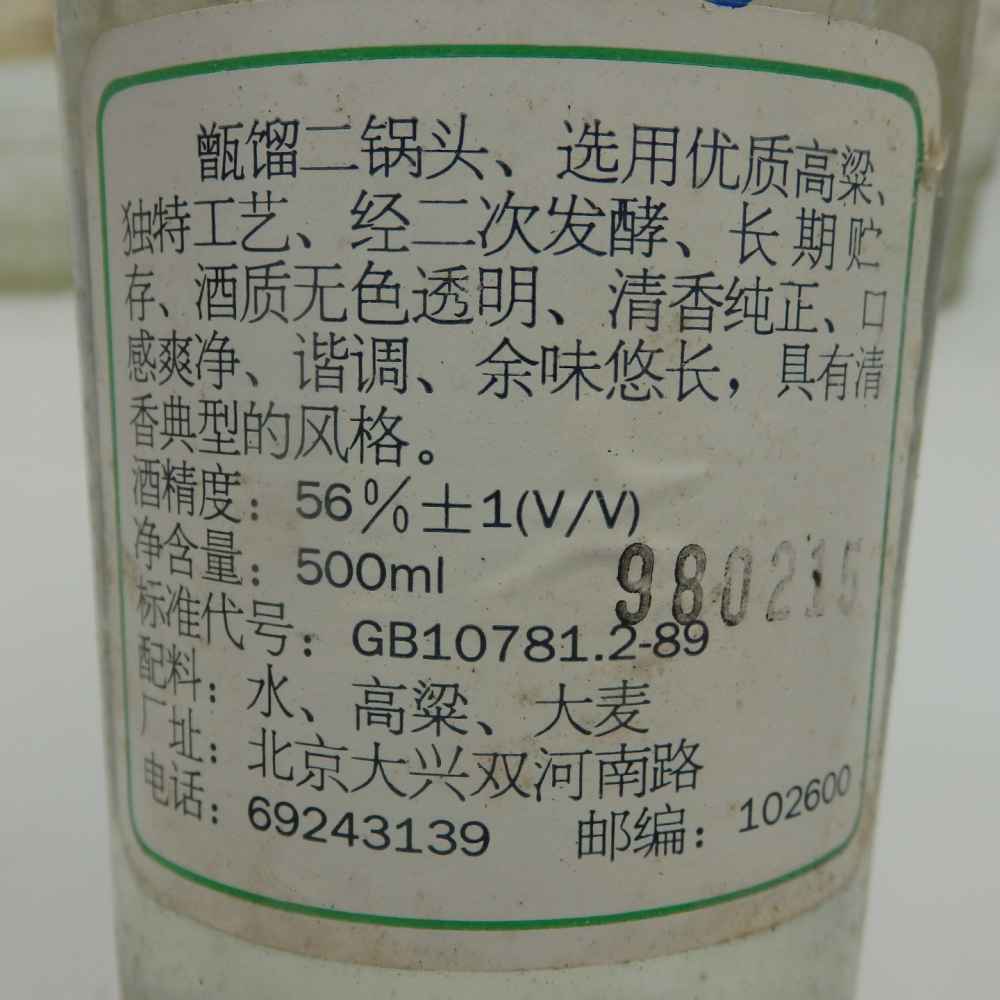 甑馏二锅头、选用优质高粱、
独特工艺、经二次发酵、长期贮
存、酒质无色透明、清香纯正、口
感爽净、谐调、余味悠长，具有清
香典型的风格。
酒精度：56%±1(V/V)
净含量：500ml
980215
标准代号：GB10781.2-89
配料：水、高粱、大麦
厂址：北京大兴双河南路
电话：69243139 邮编：102600